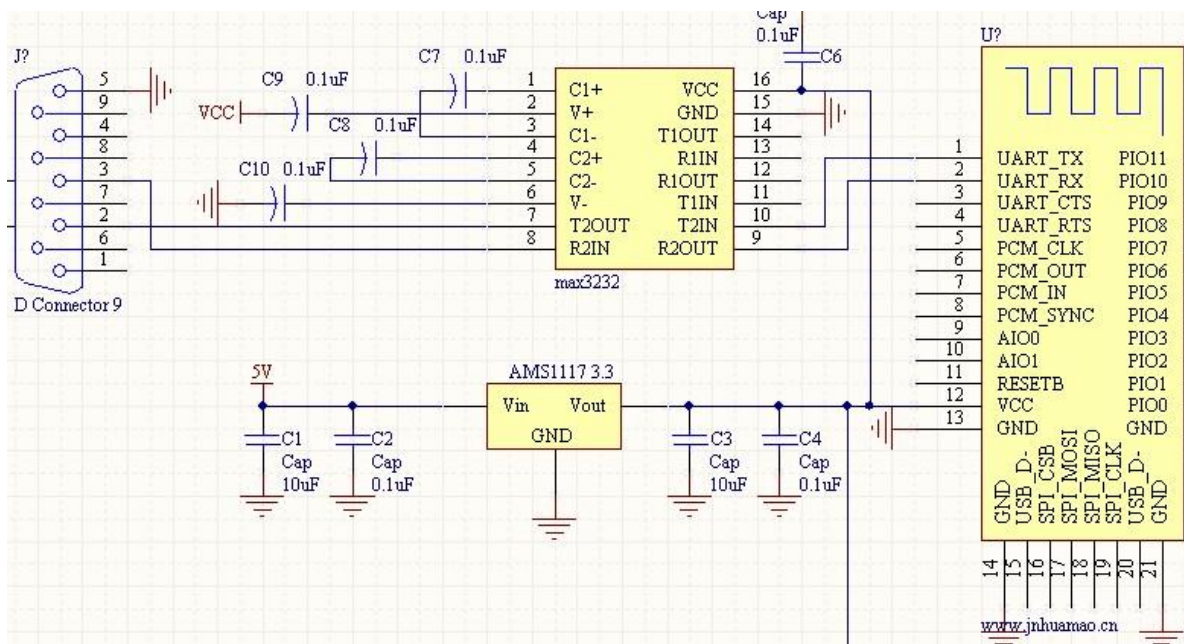 J?
5
9
4
8
3
7
2
6
1
D Connector 9
VCC
C9 0.1uF
C7 0.1uF
C8 0.1uF
C10 0.1uF
1 C1+ VCC 16
2 V+ GND 15
3 C1- T1OUT 14
4 C2+ R1IN 13
5 C2- R1OUT 12
6 V- T1IN 11
7 T2OUT T2IN 10
8 R2IN R2OUT 9
max3232
Cap
0.1uF
C6
U?
1 UART_TX PIO11
2 UART_RX PIO10
3 UART_CTS PIO9
4 UART_RTS PIO8
5 PCM_CLK PIO7
6 PCM_OUT PIO6
7 PCM_IN PIO5
8 PCM_SYNC PIO4
9 AIO0 PIO3
10 AIO1 PIO2
11 RESETB PIO1
12 VCC PIO0
13 GND GND
GND
USB_D-
SPI_CSB
SPI_MOSI
SPI_MISO
SPI_CLK
USB_D-
GND
14
15
16
17
18
19
20
21
www.jnhuamao.cn
5V
C1
Cap
10uF
C2
Cap
0.1uF
AMS1117 3.3
Vin Vout
GND
C3
Cap
10uF
C4
Cap
0.1uF